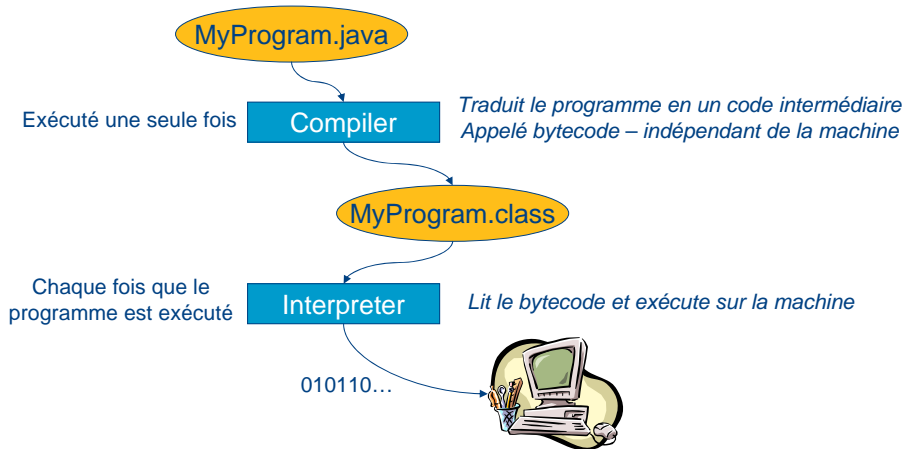 MyProgram.java
Exécuté une seule fois
Compiler
Traduit le programme en un code intermédiaire
Appelé bytecode – indépendant de la machine
MyProgram.class
Chaque fois que le
programme est exécuté
Interpreter
Lit le bytecode et exécute sur la machine
010110…